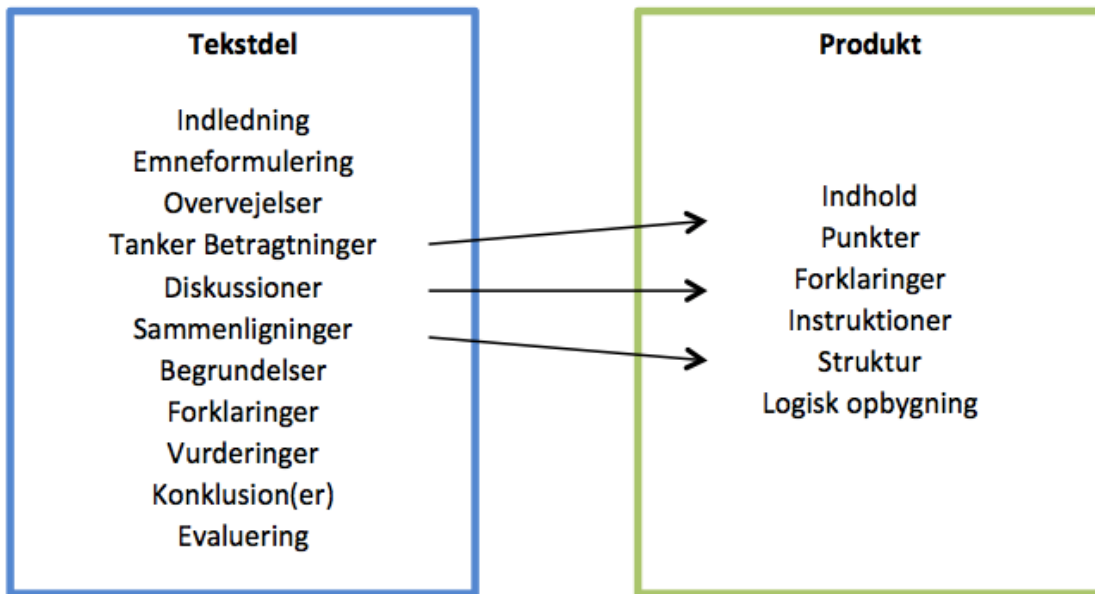 Tekstdel
Indledning
Emneformulering
Overvejelser
Tanker Betragtninger
Diskussioner
Sammenligninger
Begrundelser
Forklaringer
Vurderinger
Konklusion(er)
Evaluering
Produkt
Indhold
Punkter
Forklaringer
Instruktioner
Struktur
Logisk opbygning